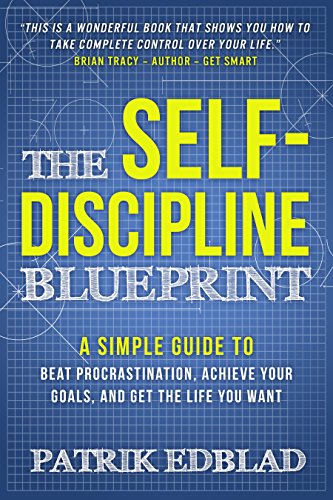 “THIS IS A WONDERFUL BOOK THAT SHOWS YOU HOW TO
TAKE COMPLETE CONTROL OVER YOUR LIFE.”
BRIAN TRACY – AUTHOR – GET SMART
THE SELF-
DISCIPLINE
BLUEPRINT
A SIMPLE GUIDE TO
BEAT PROCRASTINATION, ACHIEVE YOUR
GOALS, AND GET THE LIFE YOU WANT
PATRIK EDBLAD